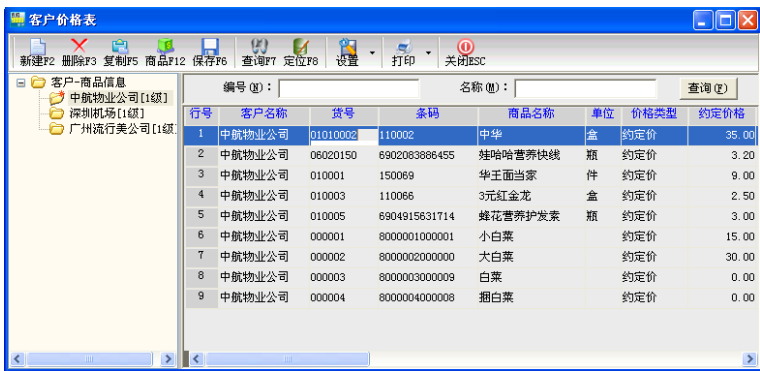 客户价格表
新建F2 删除F3 复制F5 商品F12 保存F6 查询F7 定位F8 设置 打印 关闭ESC
客户-商品信息
中航物业公司[1级]
深圳机场[1级]
广州流行美公司[1级]
编号(N): 名称(M): 查询(F)
行号 客户名称 货号 条码 商品名称 单位 价格类型 约定价格
1 中航物业公司 01010002 110002 中华 盒 约定价 35.00
2 中航物业公司 06020150 6902083886455 娃哈哈营养快线 瓶 约定价 3.20
3 中航物业公司 010001 150069 华王面当家 件 约定价 9.00
4 中航物业公司 010003 110066 3元红金龙 盒 约定价 2.50
5 中航物业公司 010005 6904915631714 蜂花营养护发素 瓶 约定价 3.00
6 中航物业公司 000001 8000001000001 小白菜 约定价 15.00
7 中航物业公司 000002 8000002000000 大白菜 约定价 30.00
8 中航物业公司 000003 8000003000009 白菜 约定价 0.00
9 中航物业公司 000004 8000004000008 捆白菜 约定价 0.00